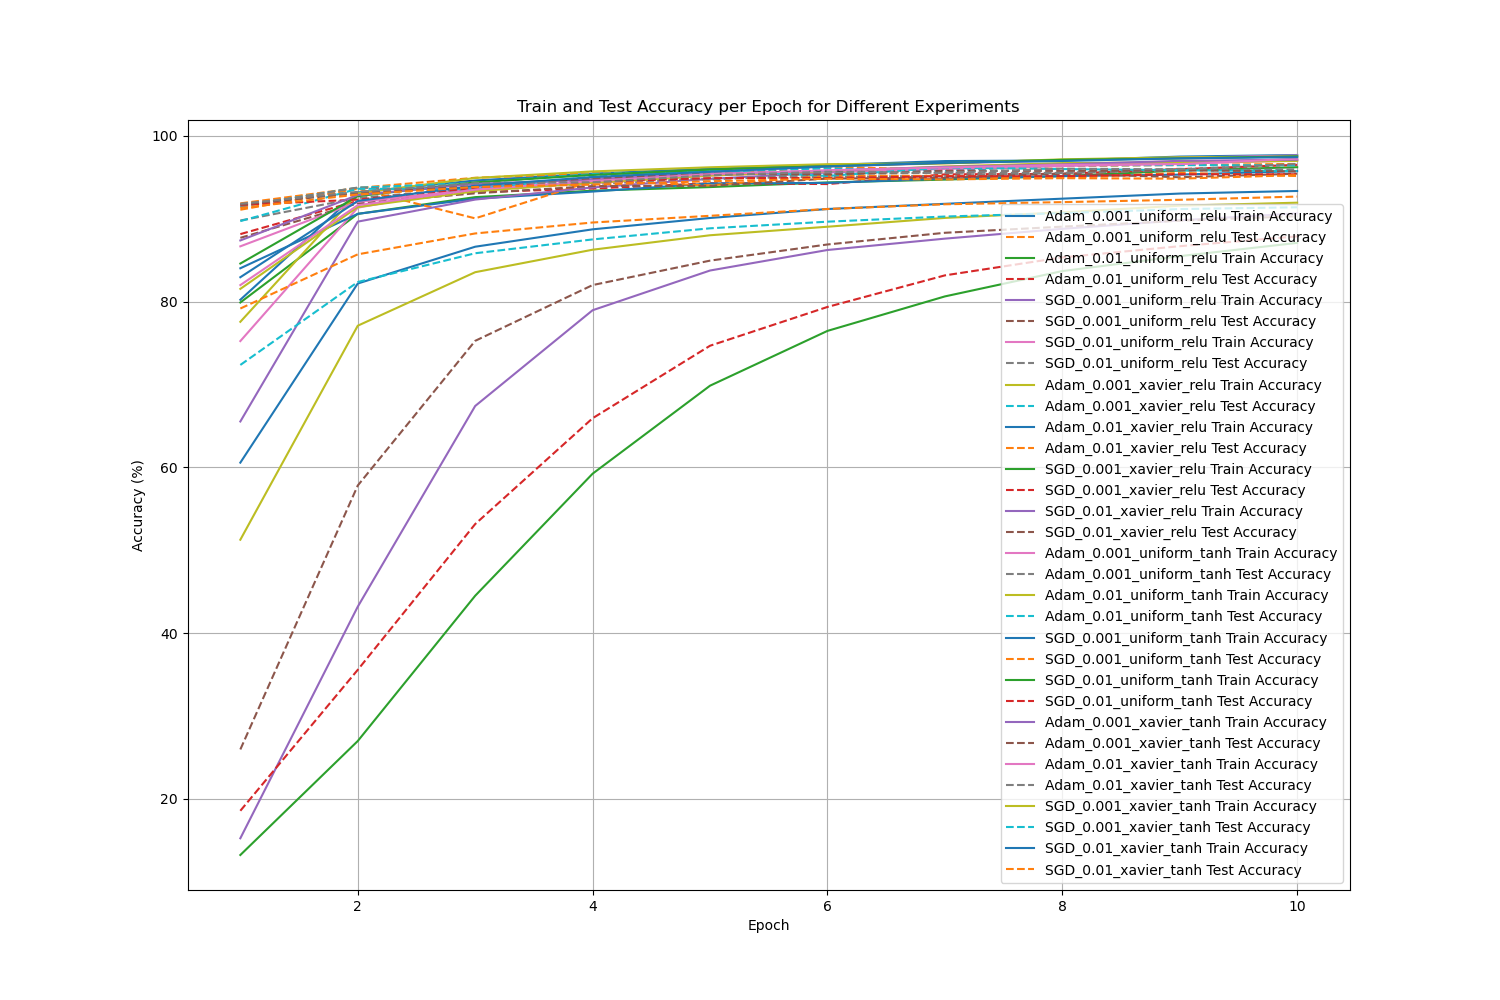 Train and Test Accuracy per Epoch for Different Experiments
100
80
60
40
20
Accuracy (%)
2
4
6
8
10
Epoch
Adam_0.001_uniform_relu Train Accuracy
Adam_0.001_uniform_relu Test Accuracy
Adam_0.01_uniform_relu Train Accuracy
Adam_0.01_uniform_relu Test Accuracy
SGD_0.001_uniform_relu Train Accuracy
SGD_0.001_uniform_relu Test Accuracy
SGD_0.01_uniform_relu Train Accuracy
SGD_0.01_uniform_relu Test Accuracy
Adam_0.001_xavier_relu Train Accuracy
Adam_0.001_xavier_relu Test Accuracy
Adam_0.01_xavier_relu Train Accuracy
Adam_0.01_xavier_relu Test Accuracy
SGD_0.001_xavier_relu Train Accuracy
SGD_0.001_xavier_relu Test Accuracy
SGD_0.01_xavier_relu Train Accuracy
SGD_0.01_xavier_relu Test Accuracy
Adam_0.001_uniform_tanh Train Accuracy
Adam_0.001_uniform_tanh Test Accuracy
Adam_0.01_uniform_tanh Train Accuracy
Adam_0.01_uniform_tanh Test Accuracy
SGD_0.001_uniform_tanh Train Accuracy
SGD_0.001_uniform_tanh Test Accuracy
SGD_0.01_uniform_tanh Train Accuracy
SGD_0.01_uniform_tanh Test Accuracy
Adam_0.001_xavier_tanh Train Accuracy
Adam_0.001_xavier_tanh Test Accuracy
Adam_0.01_xavier_tanh Train Accuracy
Adam_0.01_xavier_tanh Test Accuracy
SGD_0.001_xavier_tanh Train Accuracy
SGD_0.001_xavier_tanh Test Accuracy
SGD_0.01_xavier_tanh Train Accuracy
SGD_0.01_xavier_tanh Test Accuracy